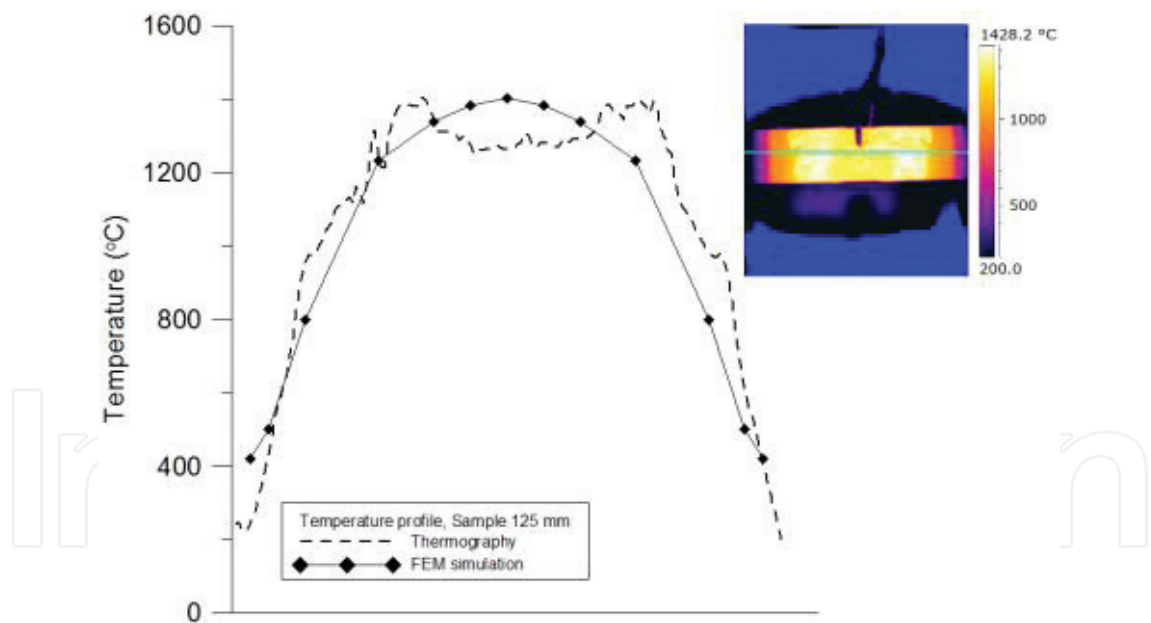 1600
1200
800
400
0
Temperature (°C)
Temperature profile, Sample 125 mm
Thermography
FEM simulation
1428.2 °C
1000
500
200.0